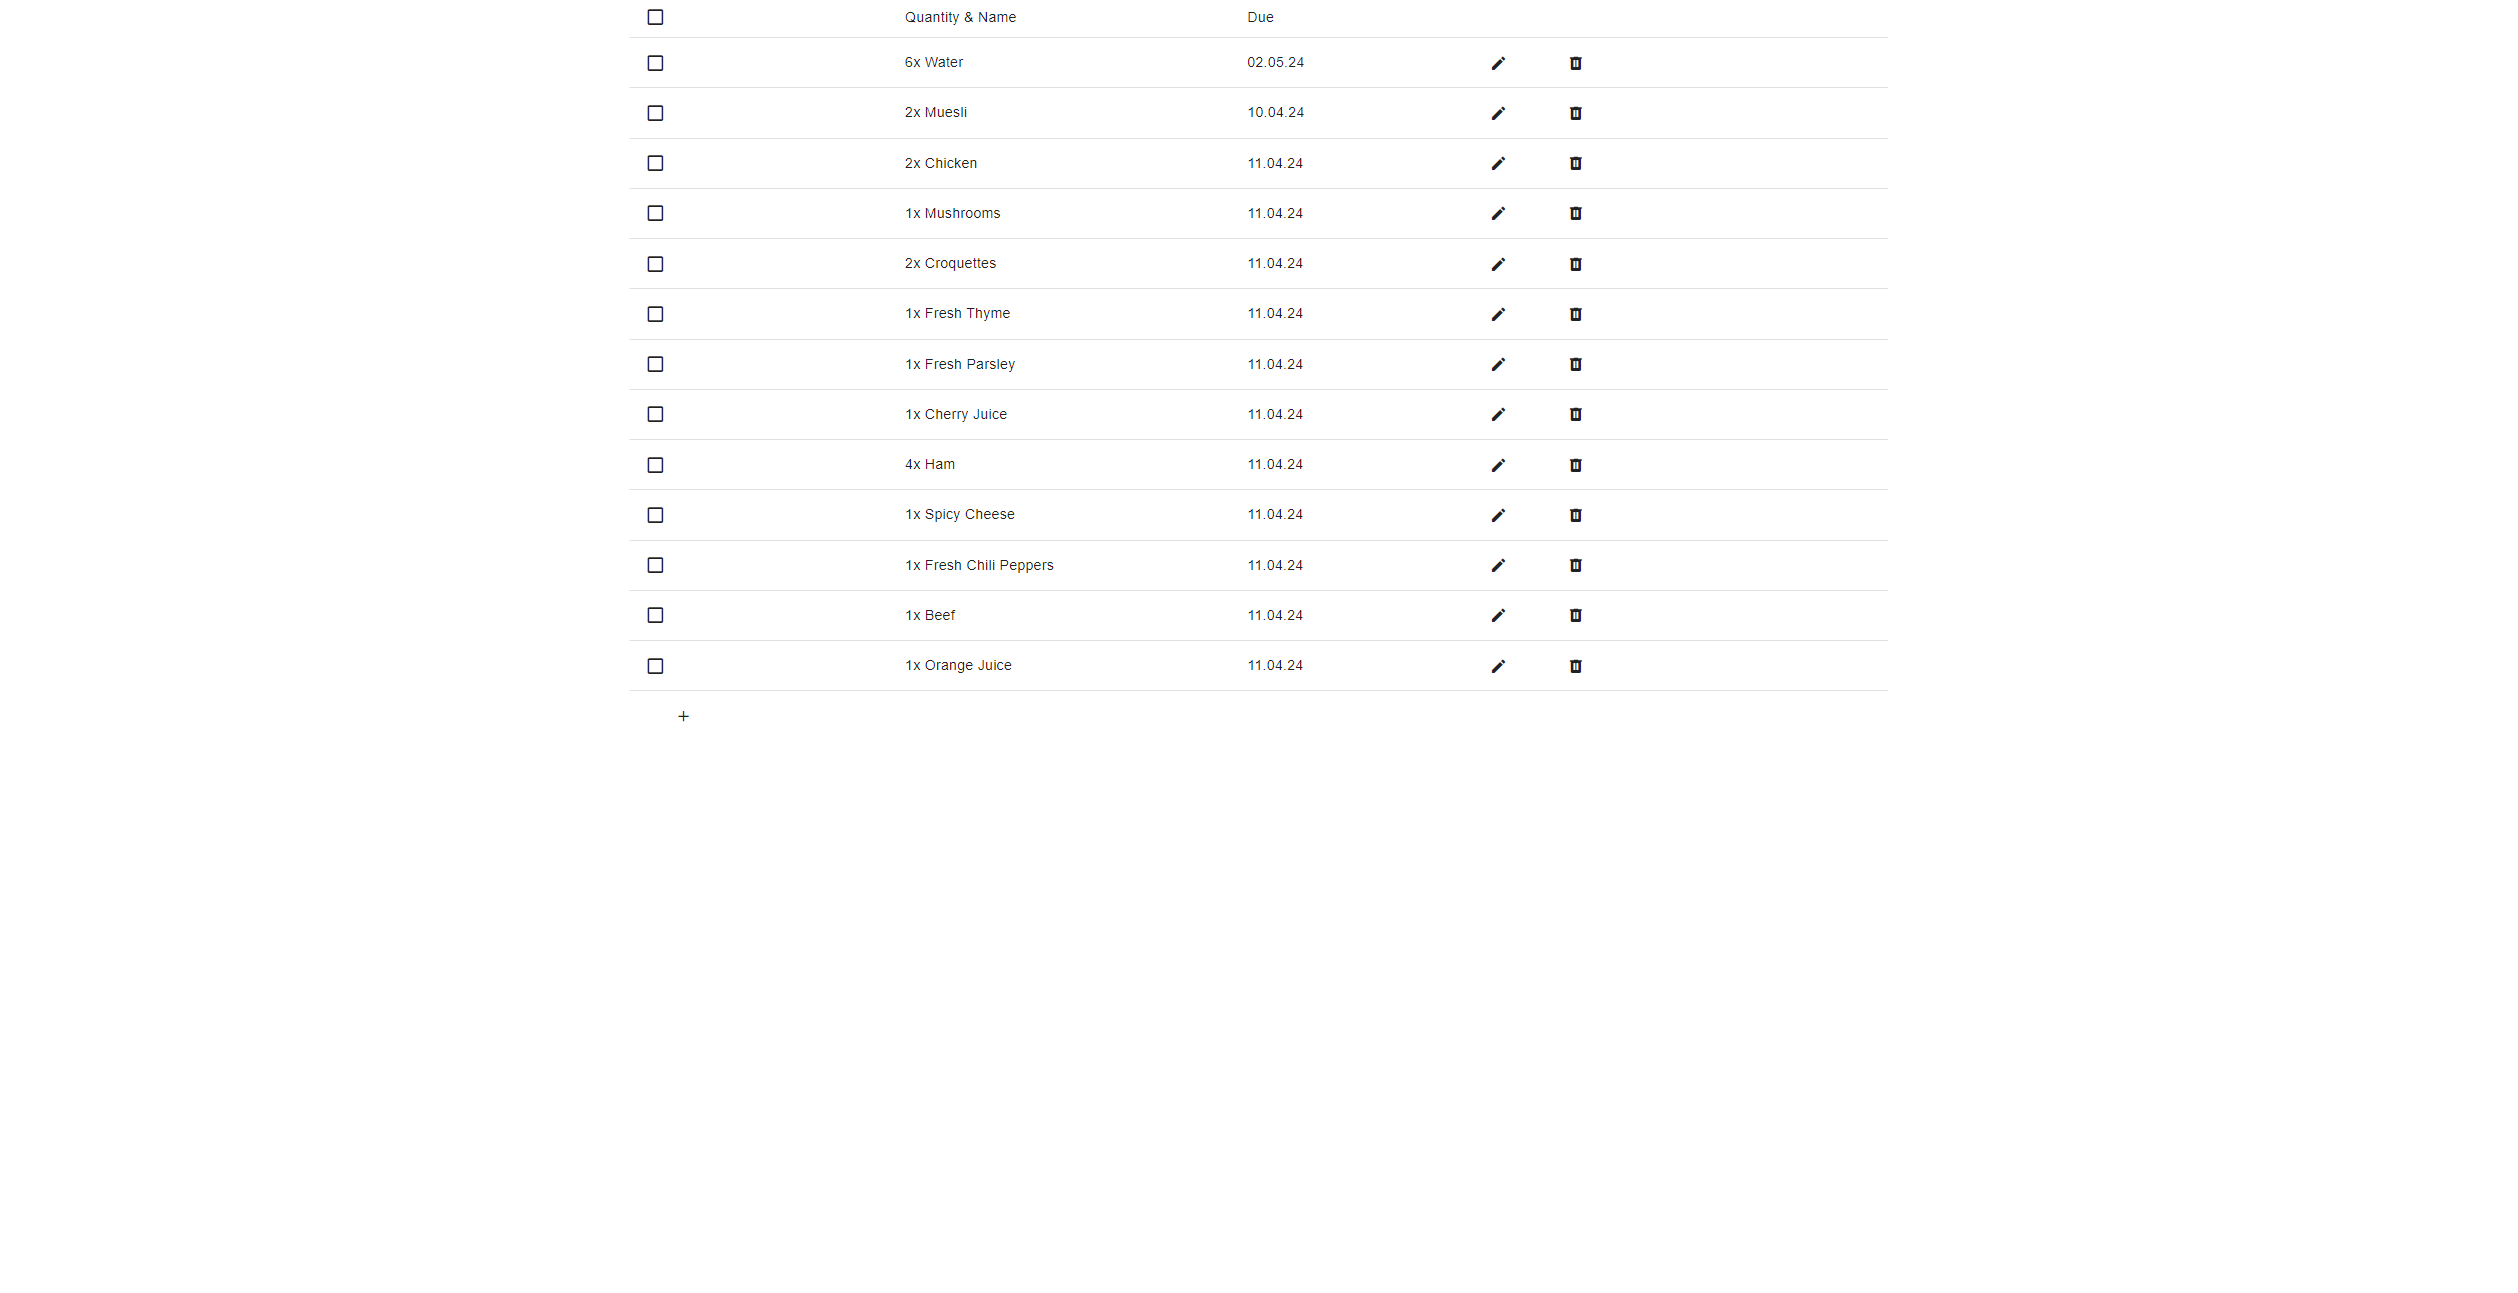 Quantity & Name Due
6x Water 02.05.24
2x Muesli 10.04.24
2x Chicken 11.04.24
1x Mushrooms 11.04.24
2x Croquettes 11.04.24
1x Fresh Thyme 11.04.24
1x Fresh Parsley 11.04.24
1x Cherry Juice 11.04.24
4x Ham 11.04.24
1x Spicy Cheese 11.04.24
1x Fresh Chili Peppers 11.04.24
1x Beef 11.04.24
1x Orange Juice 11.04.24
+